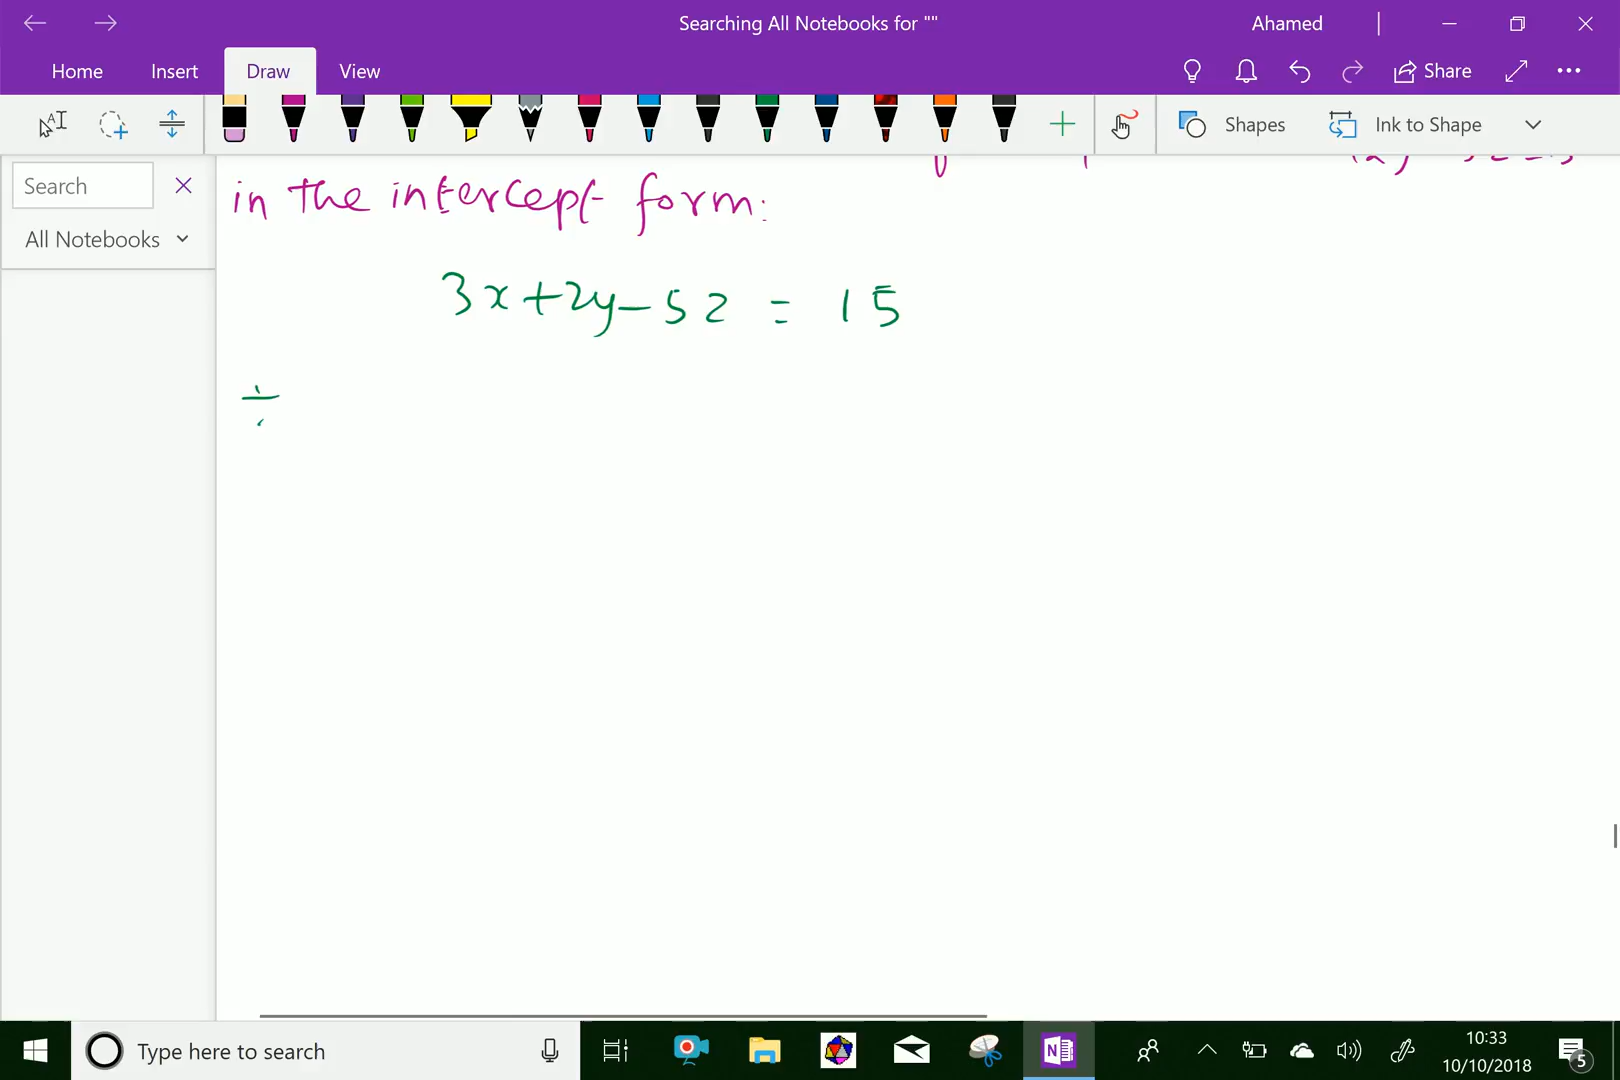 Searching All Notebooks for "" Ahamed
Home Insert Draw View Share
Shapes Ink to Shape
Search
All Notebooks
in the intercept form:
3x+2y-5z = 15
÷
Type here to search
10:33
10/10/2018
5